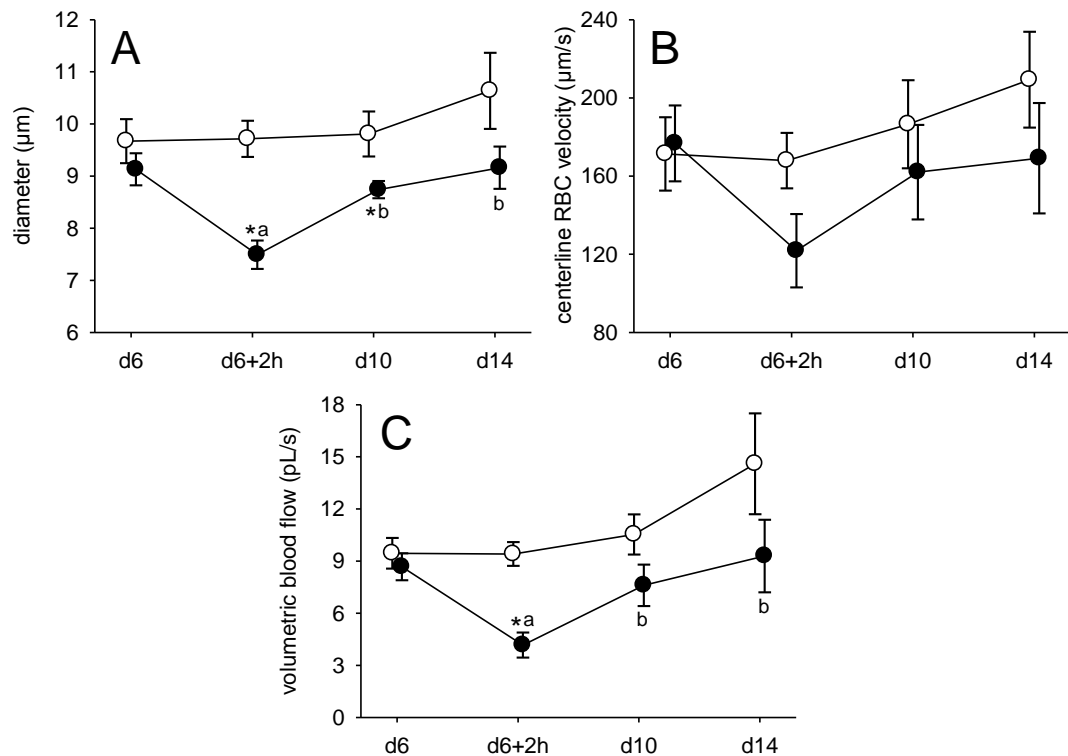 A
diameter (μm)
12
11
10
9
8
7
6
*a
*b
b
d6 d6+2h d10 d14
B
centerline RBC velocity (μm/s)
240
200
160
120
80
d6 d6+2h d10 d14
C
volumetric blood flow (pL/s)
18
15
12
9
6
3
0
*a
b
b
d6 d6+2h d10 d14